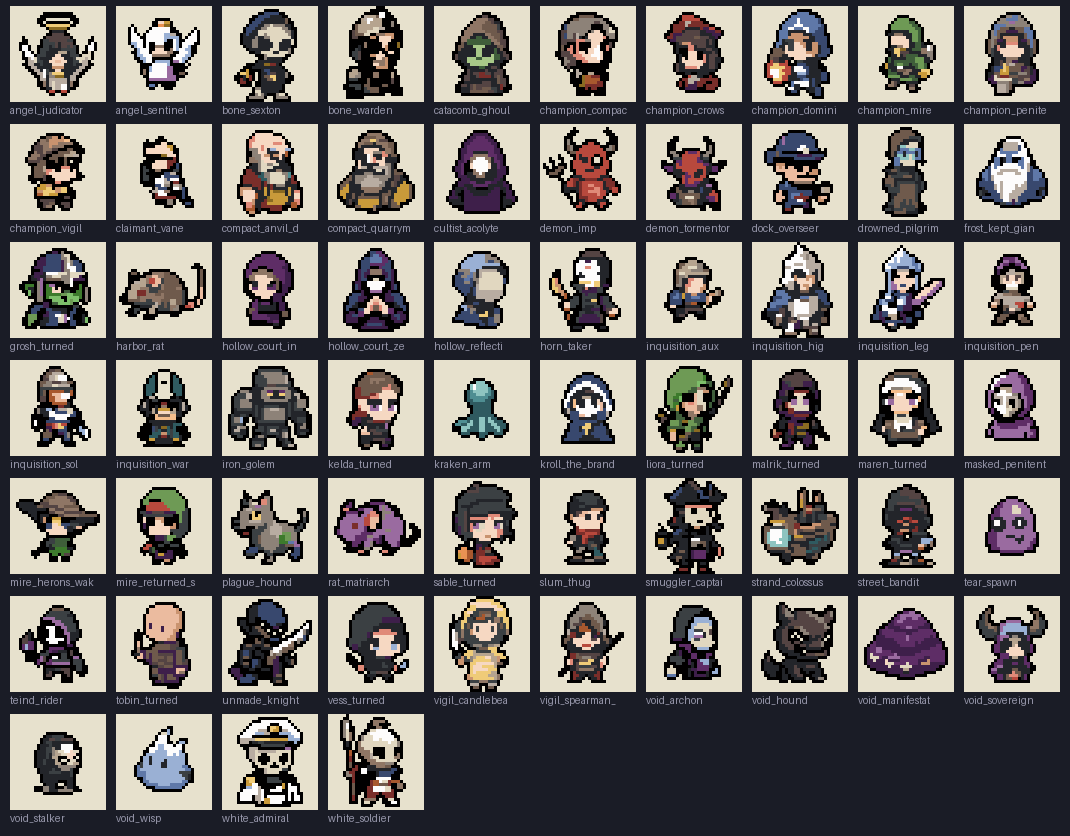 angel_judicator angel_sentinel bone_sexton bone_warden catacomb_ghoul champion_compac champion_crows champion_domini champion_mire champion_penite
champion_vigil claimant_vane compact_anvil_d compact_quarrym cultist_acolyte demon_imp demon_tormentor dock_overseer drowned_pilgrim frost_kept_gian
grosh_turned harbor_rat hollow_court_in hollow_court_ze hollow_reflecti horn_taker inquisition_aux inquisition_hig inquisition_leg inquisition_pen
inquisition_sol inquisition_war iron_golem kelda_turned kraken_arm kroll_the_brand liora_turned malrik_turned maren_turned masked_penitent
mire_herons_wak mire_returned_s plague_hound rat_matriarch sable_turned slum_thug smuggler_captai strand_colossus street_bandit tear_spawn
teind_rider tobin_turned unmade_knight vess_turned vigil_candlebea vigil_spearman_ void_archon void_hound void_manifestat void_sovereign
void_stalker void_wisp white_admiral white_soldier